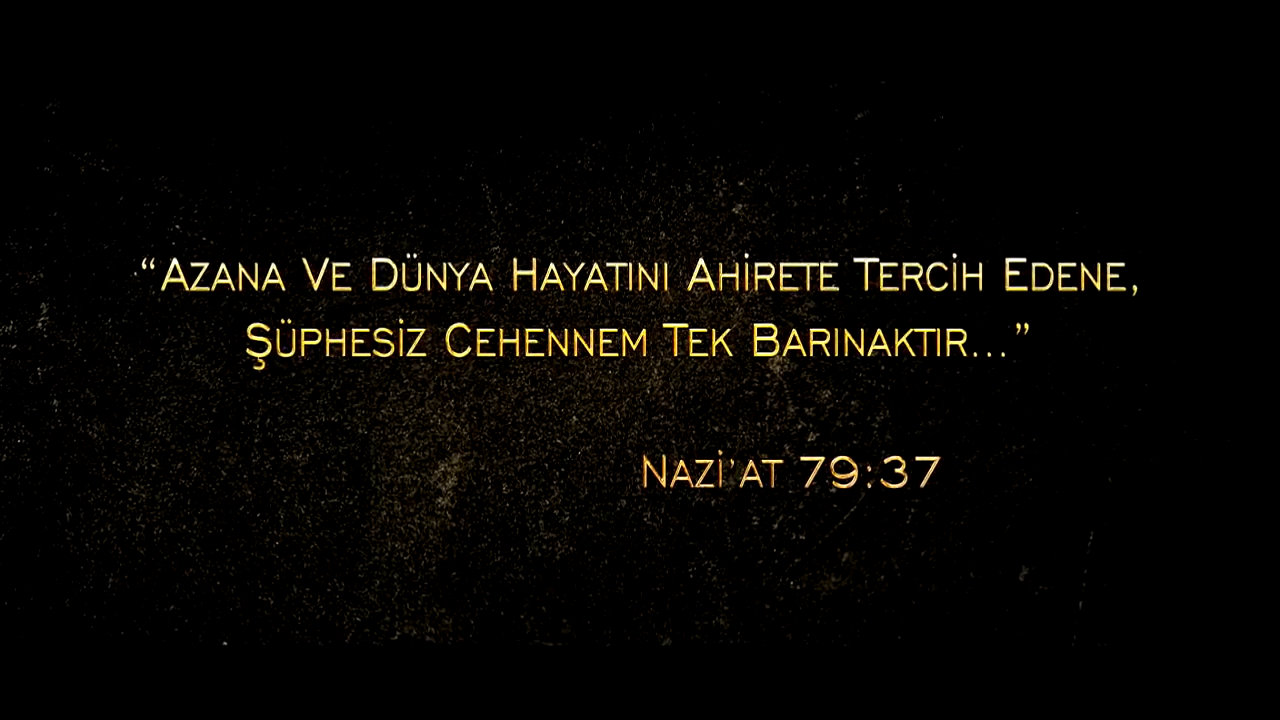 “Azana Ve Dünya Hayatını Ahirete Tercih Edene,
Şüphesiz Cehennem Tek Barınaktır...”
Nazi’at 79:37